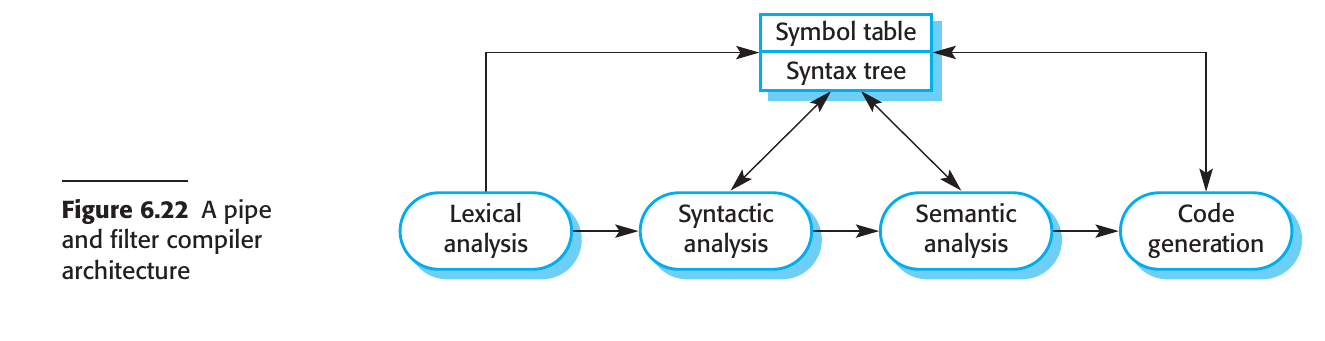 Symbol table
Syntax tree
Figure 6.22 A pipe
and filter compiler
architecture
Lexical
analysis
Syntactic
analysis
Semantic
analysis
Code
generation